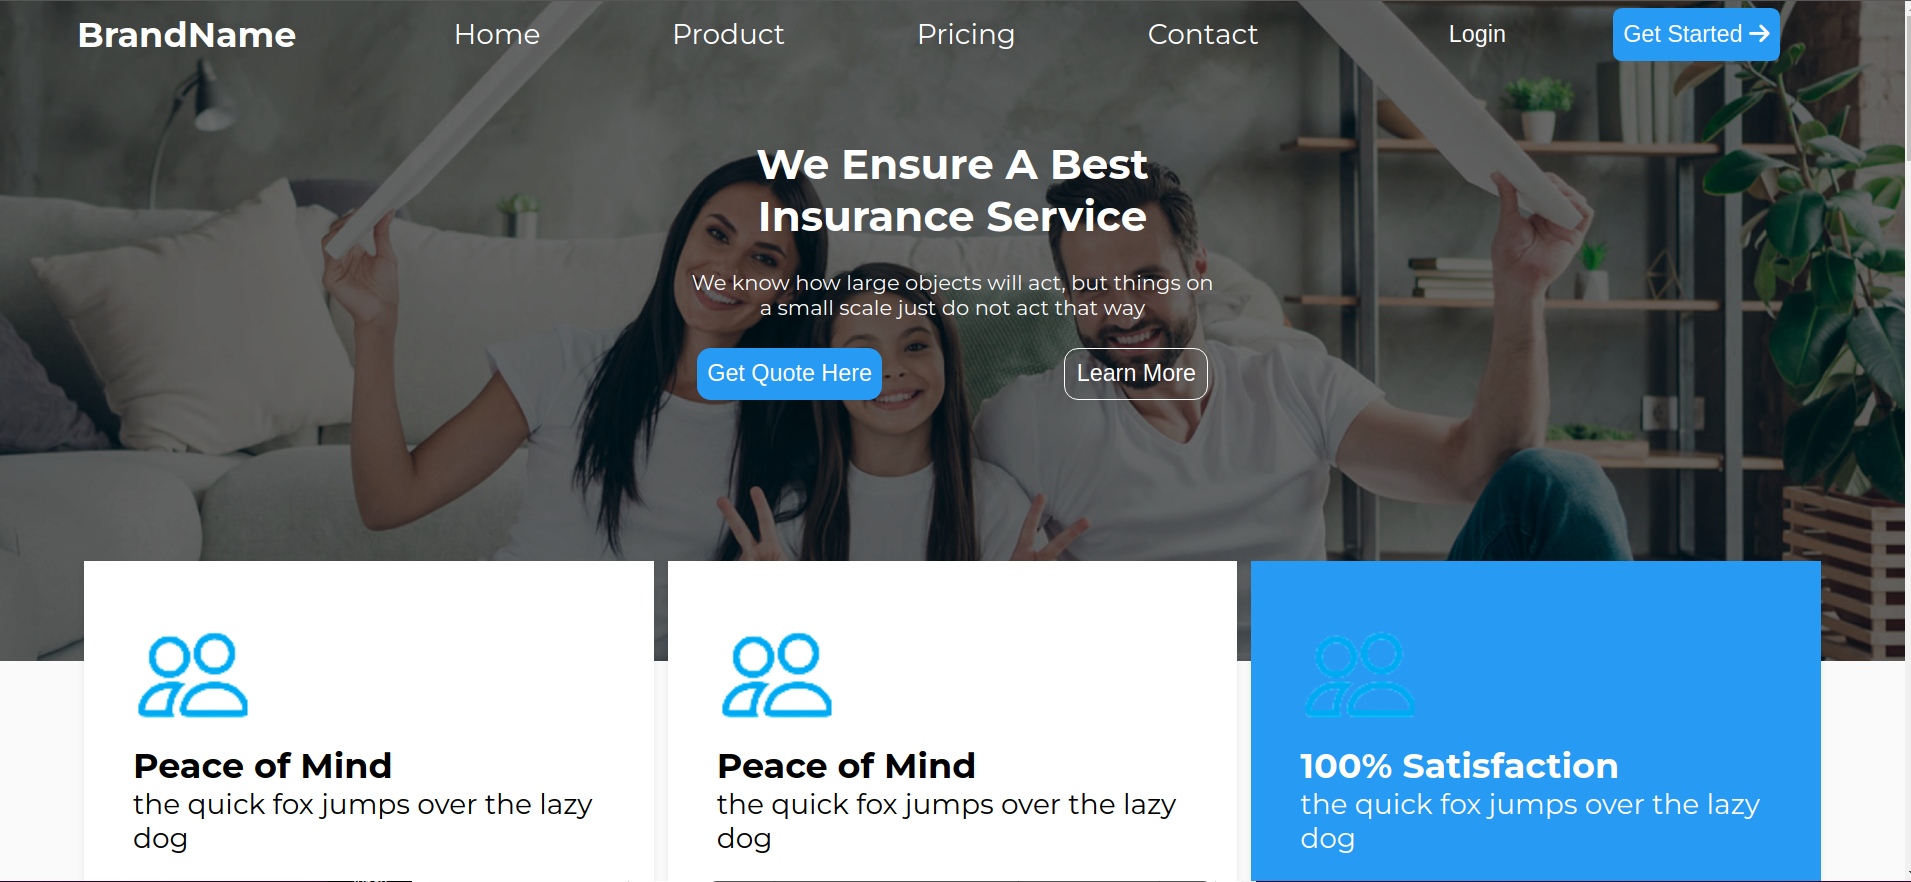 BrandName
Home
Product
Pricing
Contact
Login
Get Started
We Ensure A Best
Insurance Service
We know how large objects will act, but things on
a small scale just do not act that way
Get Quote Here
Learn More
Peace of Mind
the quick fox jumps over the lazy
dog
Peace of Mind
the quick fox jumps over the lazy
dog
100% Satisfaction
the quick fox jumps over the lazy
dog